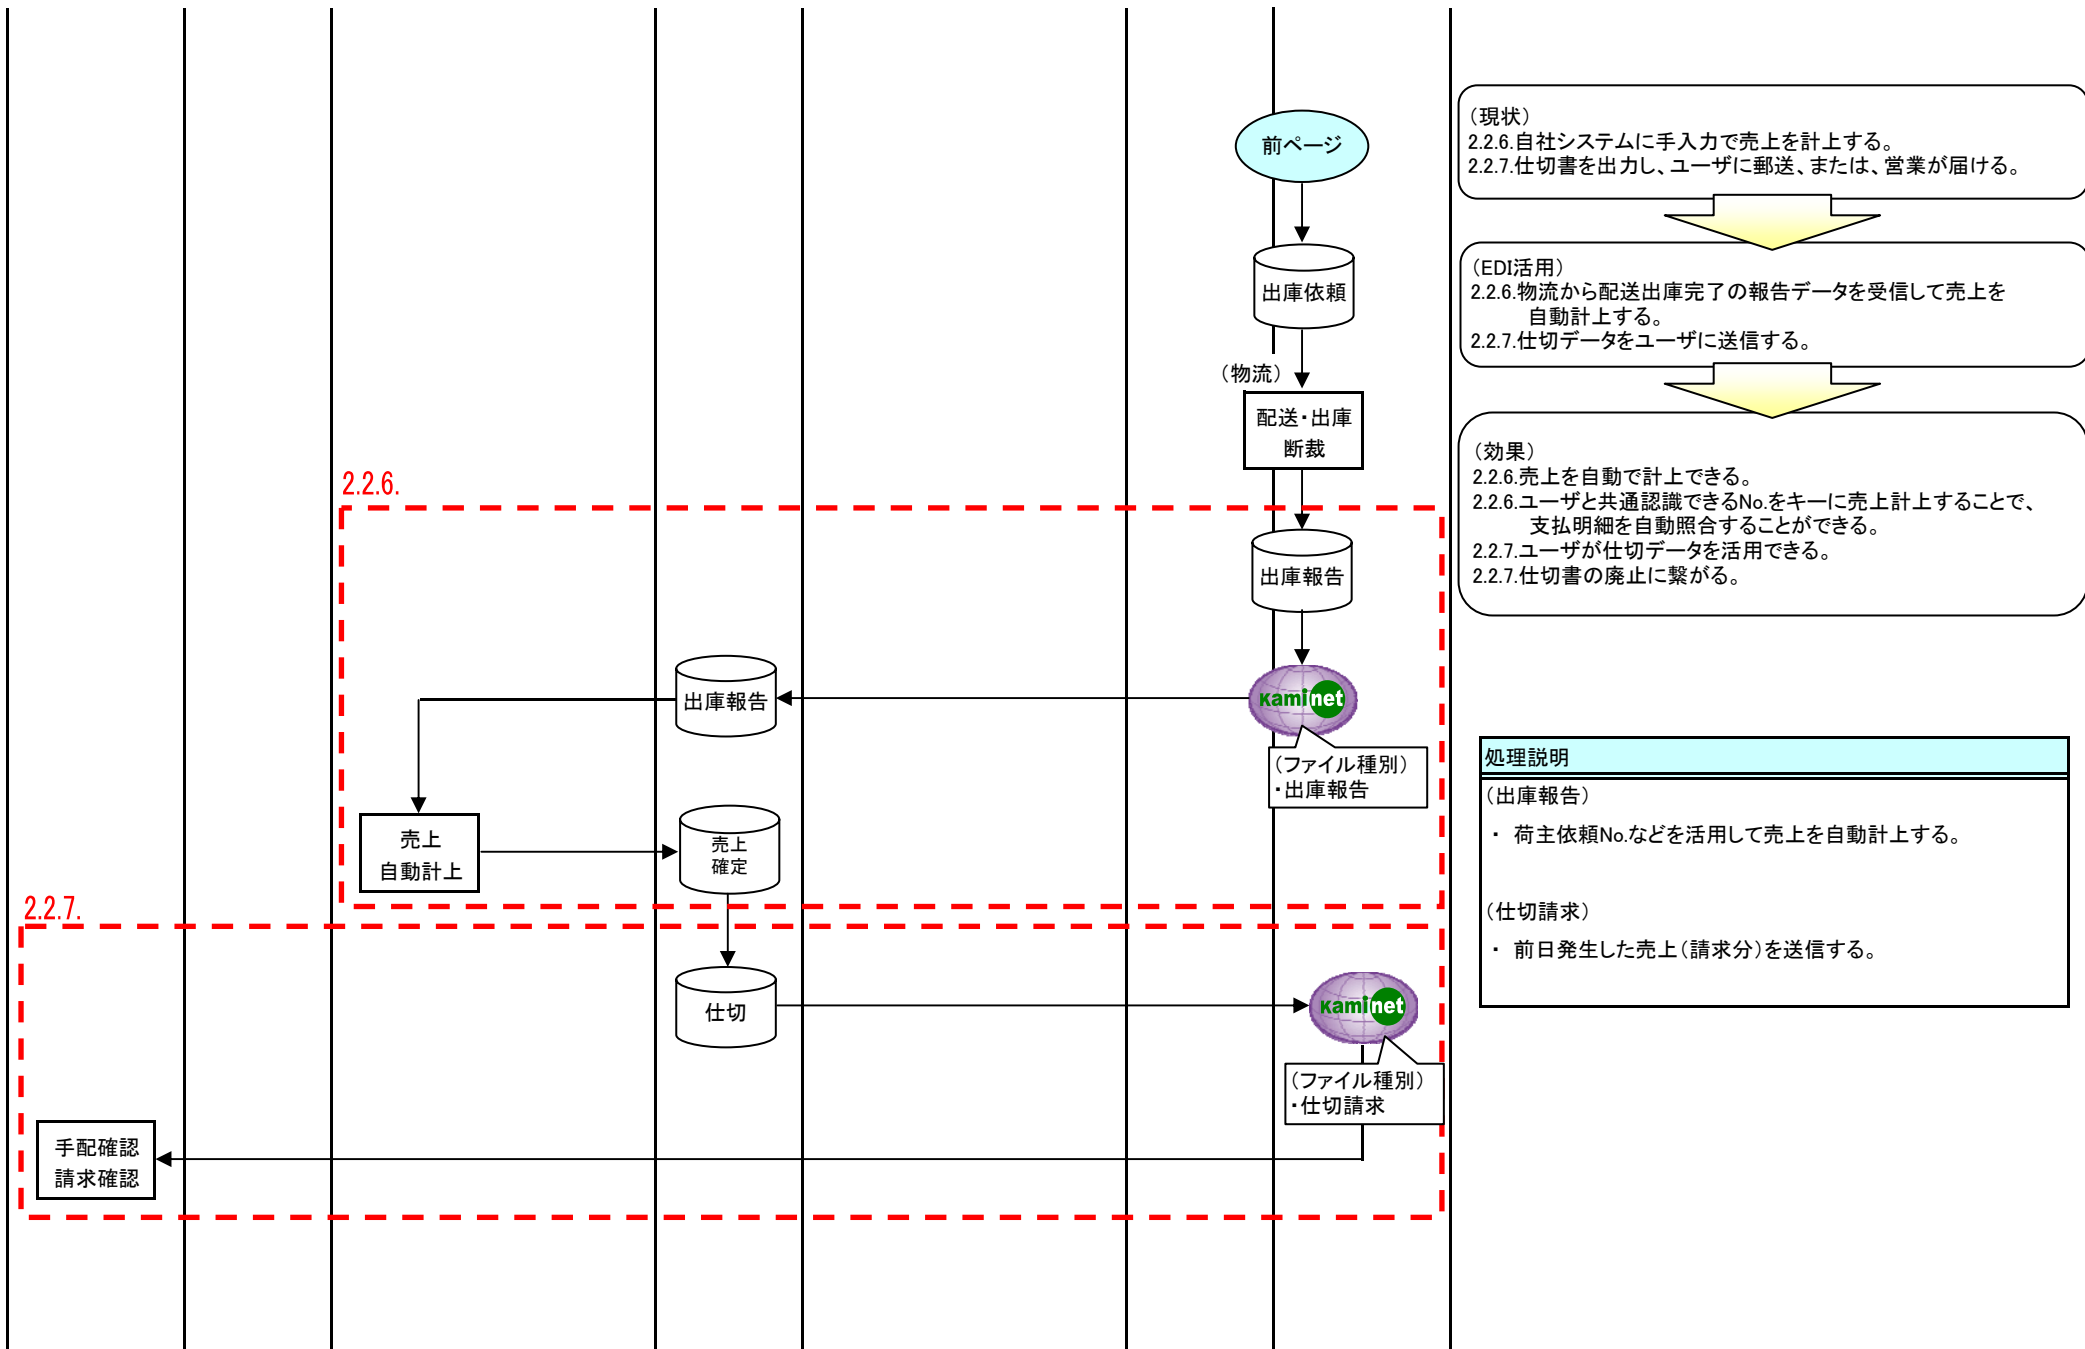 前ページ
出庫依頼
（物流）
配送・出庫
断裁
2.2.6.
出庫報告
出庫報告
Kaminet
（ファイル種別）
・出庫報告
売上
自動計上
売上
確定
2.2.7.
仕切
Kaminet
（ファイル種別）
・仕切請求
手配確認
請求確認
（現状）
2.2.6.自社システムに手入力で売上を計上する。
2.2.7.仕切書を出力し、ユーザに郵送、または、営業が届ける。
（EDI活用）
2.2.6.物流から配送出庫完了の報告データを受信して売上を
自動計上する。
2.2.7.仕切データをユーザに送信する。
（効果）
2.2.6.売上を自動で計上できる。
2.2.6.ユーザと共通認識できるNo.をキーに売上計上することで、
支払明細を自動照合することができる。
2.2.7.ユーザが仕切データを活用できる。
2.2.7.仕切書の廃止に繋がる。
処理説明
（出庫報告）
・ 荷主依頼No.などを活用して売上を自動計上する。
（仕切請求）
・ 前日発生した売上（請求分）を送信する。